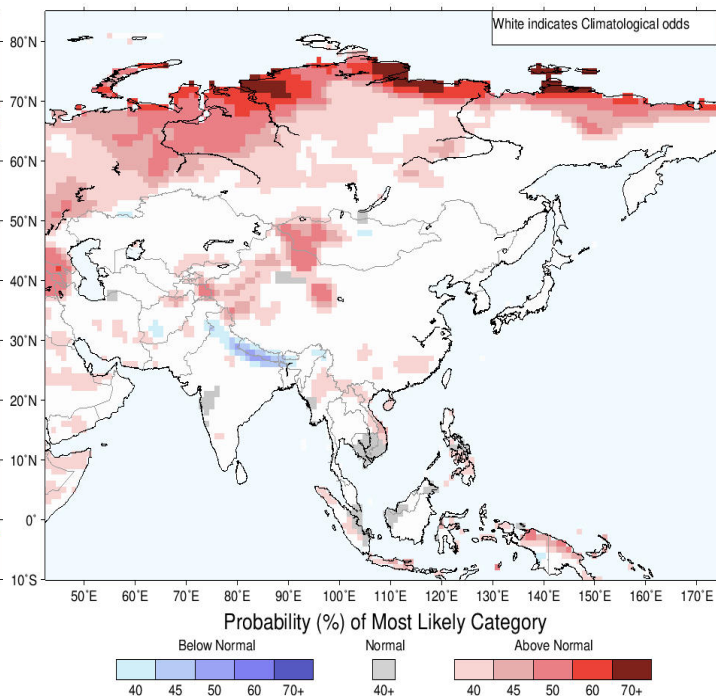 White indicates Climatological odds
80˚N
70˚N
60˚N
50˚N
40˚N
30˚N
20˚N
10˚N
0˚
10˚S
50˚E 60˚E 70˚E 80˚E 90˚E 100˚E 110˚E 120˚E 130˚E 140˚E 150˚E 160˚E 170˚E
Probability (%) of Most Likely Category
Below Normal Normal Above Normal
40 45 50 60 70+ 40+ 40 45 50 60 70+